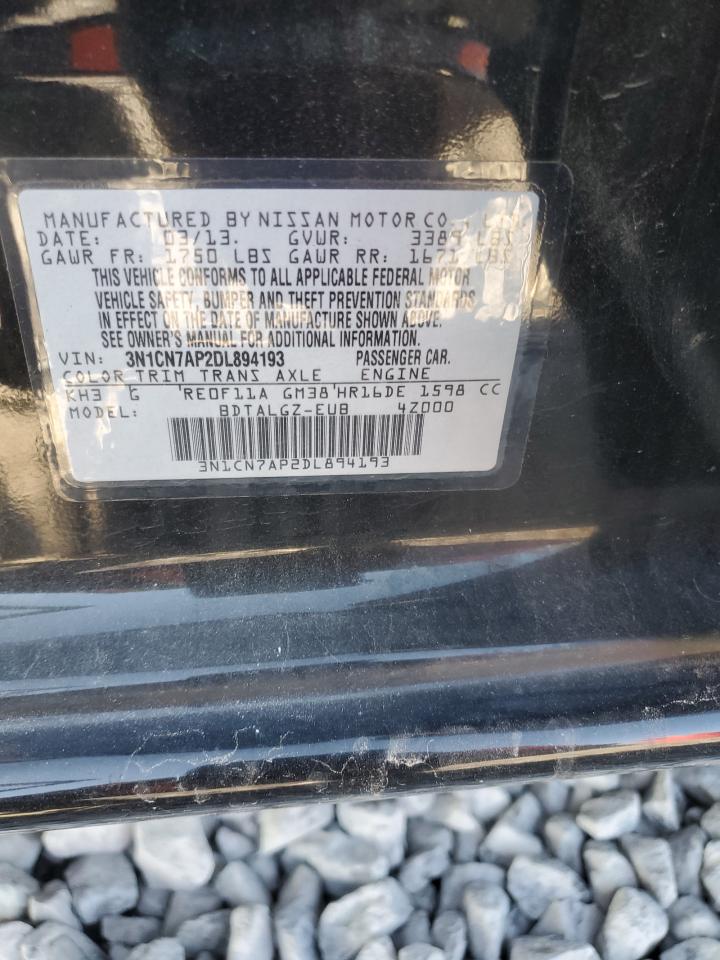 MANUFACTURED BY NISSAN MOTOR CO., LTD.
DATE: 03/13. GVWR: 3389 LBS
GAWR FR: 1750 LBS GAWR RR: 1671 LBS
THIS VEHICLE CONFORMS TO ALL APPLICABLE FEDERAL MOTOR
VEHICLE SAFETY, BUMPER AND THEFT PREVENTION STANDARDS
IN EFFECT ON THE DATE OF MANUFACTURE SHOWN ABOVE.
SEE OWNER'S MANUAL FOR ADDITIONAL INFORMATION.
VIN: 3N1CN7AP2DL894193 PASSENGER CAR.
COLOR TRIM TRANS AXLE ENGINE
KH3 G 'RE0F11A GM38'HR16DE 1598 CC
MODEL: BDTALGZ-EUB 4Z000
3N1CN7AP2DL894193